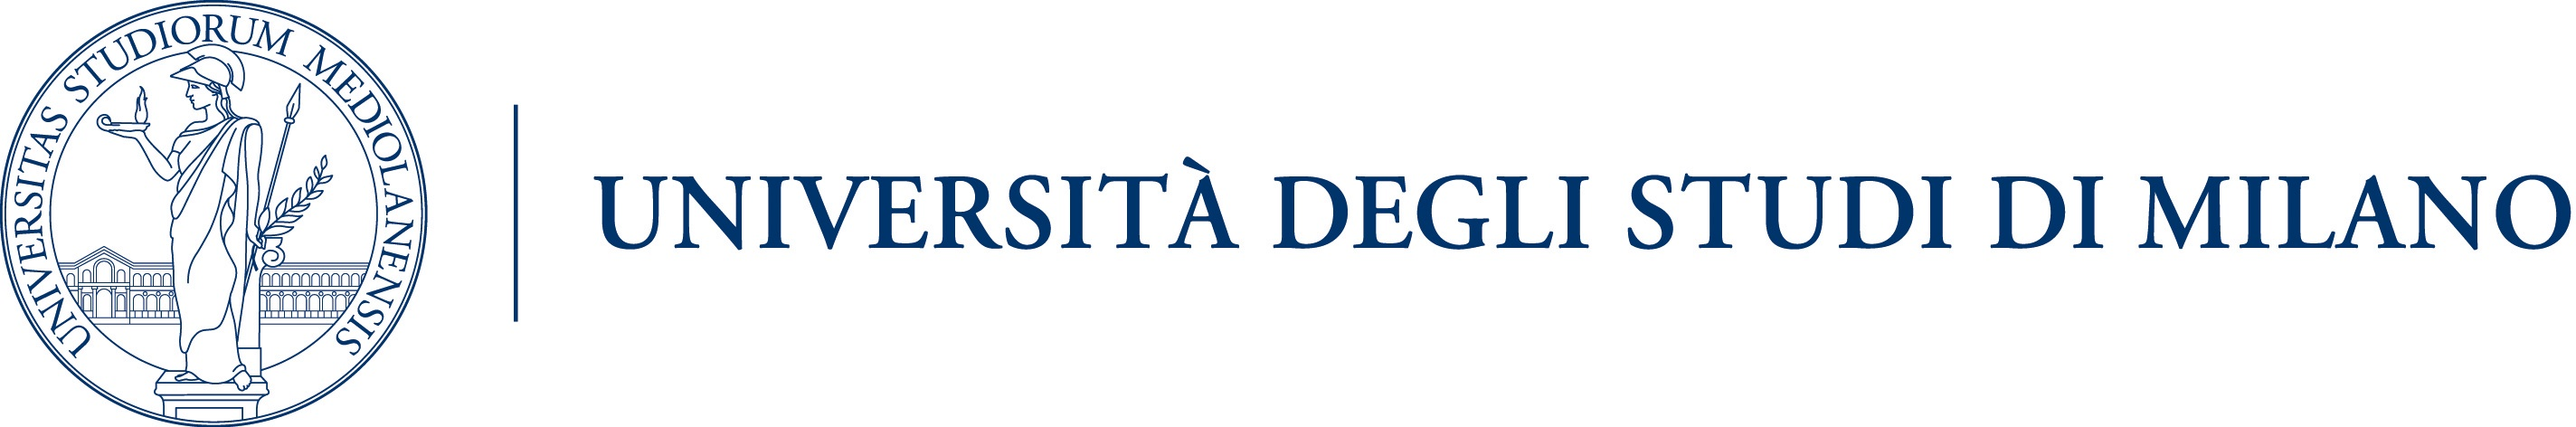 UNIVERSITAS STUDIORUM MEDIOLANENSIS
UNIVERSITÀ DEGLI STUDI DI MILANO